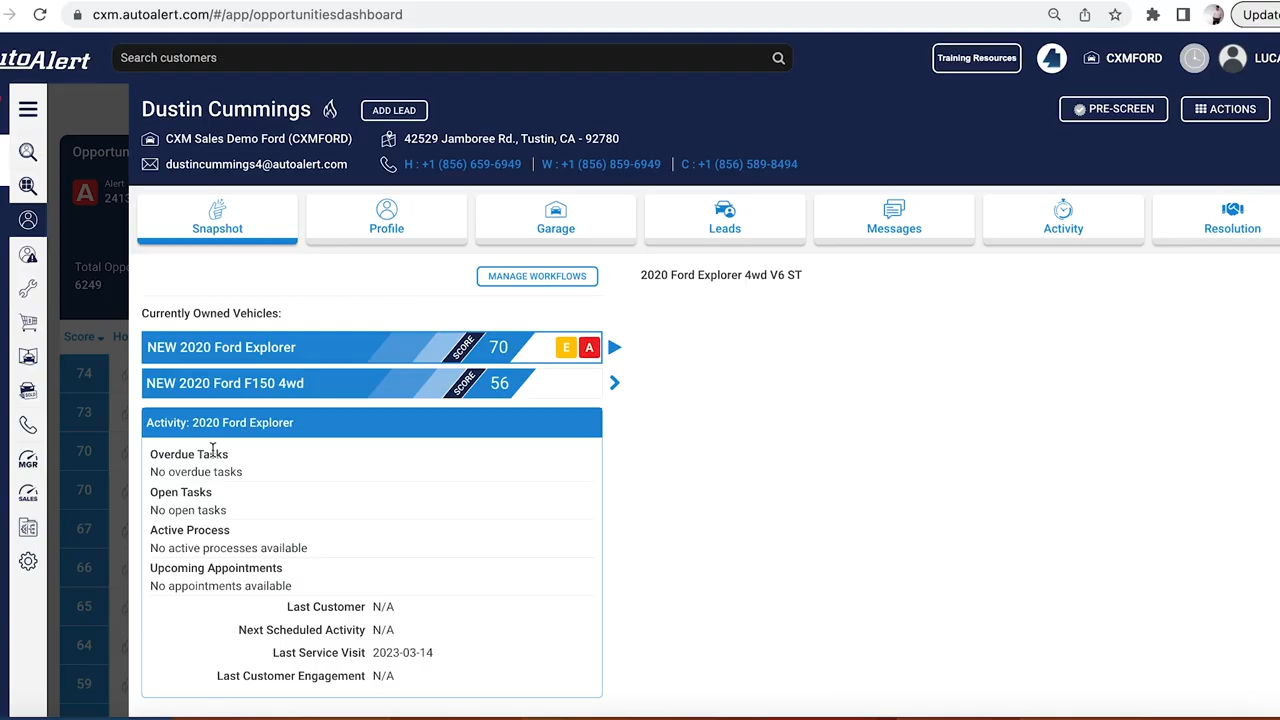 cxm.autoalert.com/#/app/opportunitiesdashboard
Update
utoAlert
Search customers
Training Resources
CXMFORD
LUCA
Dustin Cummings
ADD LEAD
PRE-SCREEN
ACTIONS
CXM Sales Demo Ford (CXMFORD)
42529 Jamboree Rd., Tustin, CA - 92780
dustincummings4@autoalert.com
H : +1 (856) 659-6949 | W : +1 (856) 859-6949 | C : +1 (856) 589-8494
Opportun
A
Alert
2413
Total Oppo
6249
Score
Ho
74
73
70
70
67
66
65
64
59
MGR
SALES
SOLD
Snapshot
Profile
Garage
Leads
Messages
Activity
Resolution
MANAGE WORKFLOWS
2020 Ford Explorer 4wd V6 ST
Currently Owned Vehicles:
NEW 2020 Ford Explorer SCORE 70 E A
NEW 2020 Ford F150 4wd SCORE 56
Activity: 2020 Ford Explorer
Overdue Tasks
No overdue tasks
Open Tasks
No open tasks
Active Process
No active processes available
Upcoming Appointments
No appointments available
Last Customer N/A
Next Scheduled Activity N/A
Last Service Visit 2023-03-14
Last Customer Engagement N/A